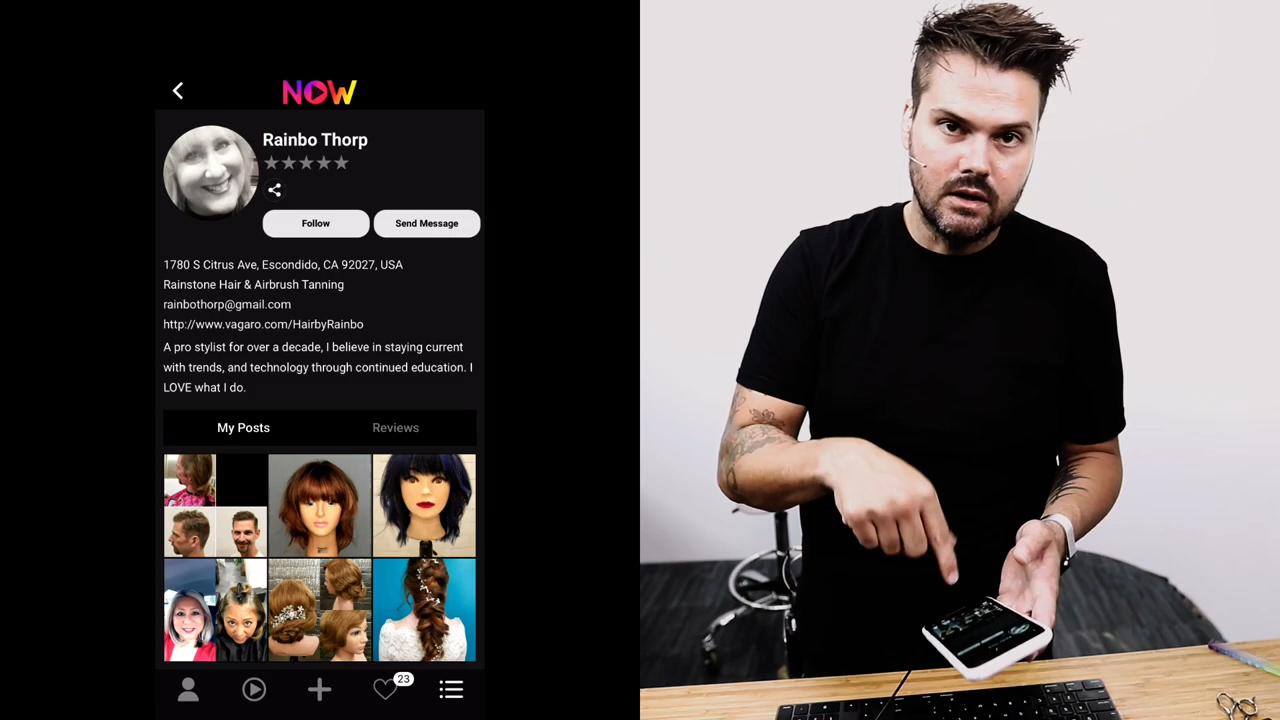 NOW
Rainbo Thorp
Follow
Send Message
1780 S Citrus Ave, Escondido, CA 92027, USA
Rainstone Hair & Airbrush Tanning
rainbothorp@gmail.com
http://www.vagaro.com/HairbyRainbo
A pro stylist for over a decade, I believe in staying current
with trends, and technology through continued education. I
LOVE what I do.
My Posts
Reviews
23